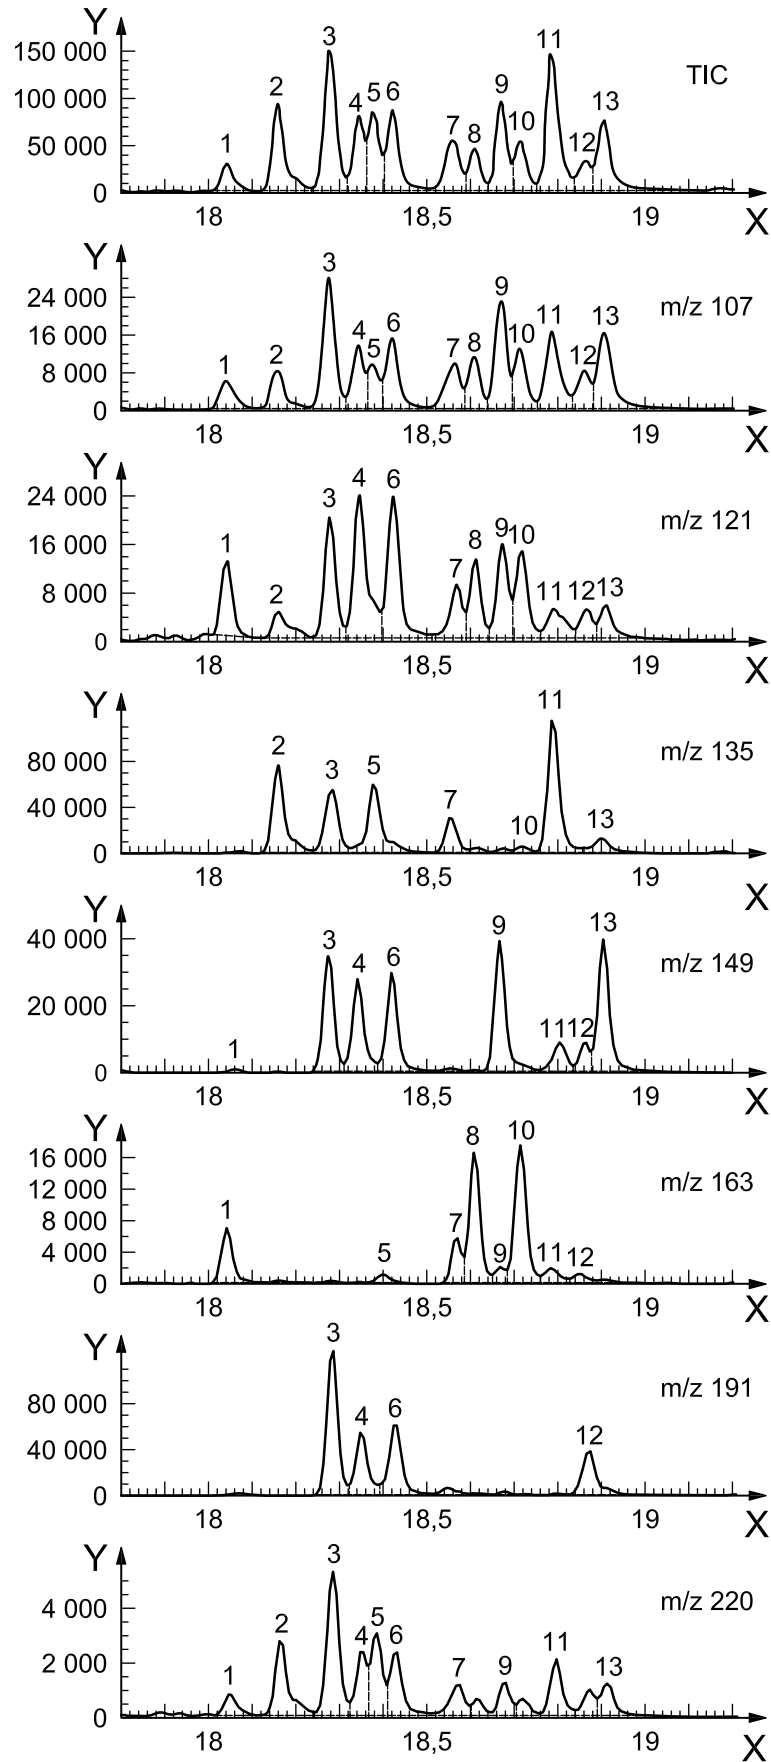 Y
3
11
150 000
TIC
2
9
13
100 000
4 5 6
10
7 8
50 000
12
1
0
18 18,5 19
X
Y
3
9
24 000
m/z 107
11 13
6
16 000
4
10
5
7 8
12
2
8 000
1
0
18 18,5 19
X
Y
4 6
3
24 000
m/z 121
1
8 9 10
16 000
7
11 12 13
8 000
2
0
18 18,5 19
X
Y
11
2
m/z 135
80 000
3 5
7
40 000
10 13
0
18 18,5 19
X
Y
9 13
3
4 6
40 000
m/z 149
20 000
11 12
1
0
18 18,5 19
X
Y
8 10
16 000
m/z 163
12 000
1
7
8 000
5 9 11 12
4 000
0
18 18,5 19
X
3
Y
m/z 191
4 6
80 000
12
40 000
0
18 18,5 19
X
Y
3
m/z 220
2 5
4 000
4 6
11
7 9 13
2 000
1
0
18 18,5 19
X